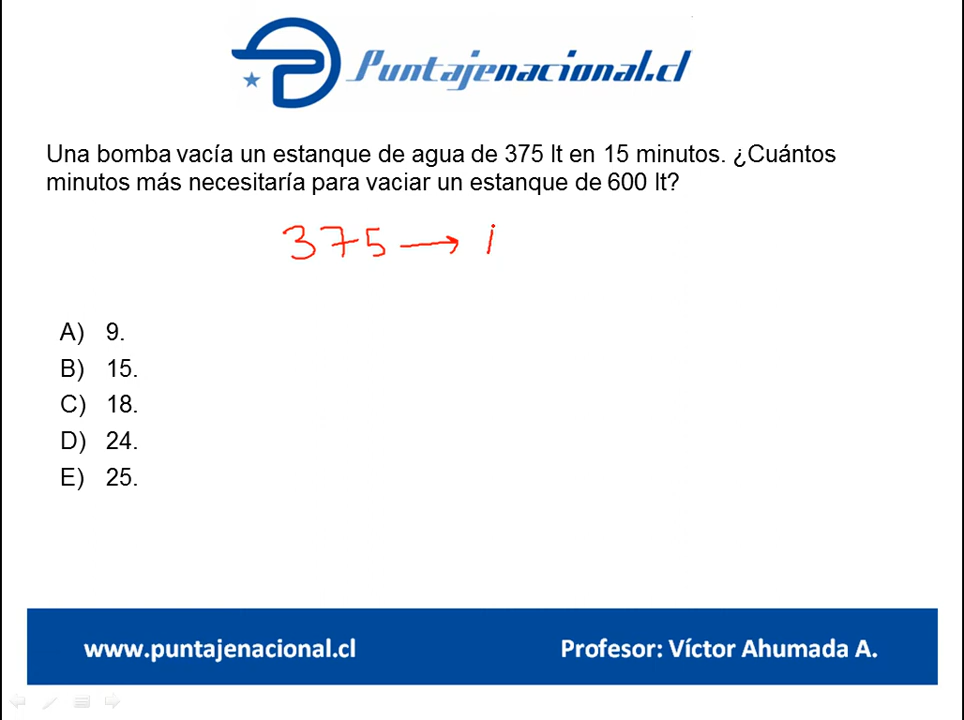 Puntajenacional.cl
Una bomba vacía un estanque de agua de 375 lt en 15 minutos. ¿Cuántos
minutos más necesitaría para vaciar un estanque de 600 lt?
375 → 1
A) 9.
B) 15.
C) 18.
D) 24.
E) 25.
www.puntajenacional.cl Profesor: Víctor Ahumada A.